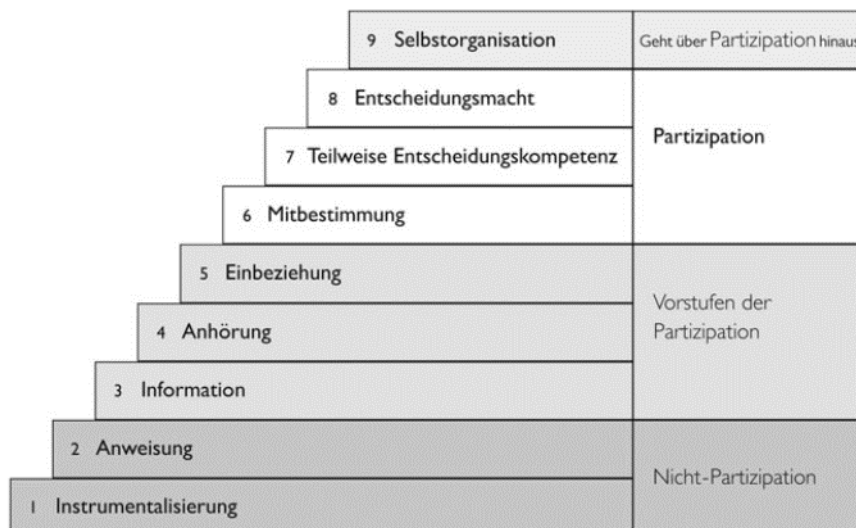 9 Selbstorganisation
Geht über Partizipation hinaus
8 Entscheidungsmacht
7 Teilweise Entscheidungskompetenz
Partizipation
6 Mitbestimmung
5 Einbeziehung
4 Anhörung
Vorstufen der
Partizipation
3 Information
2 Anweisung
1 Instrumentalisierung
Nicht-Partizipation